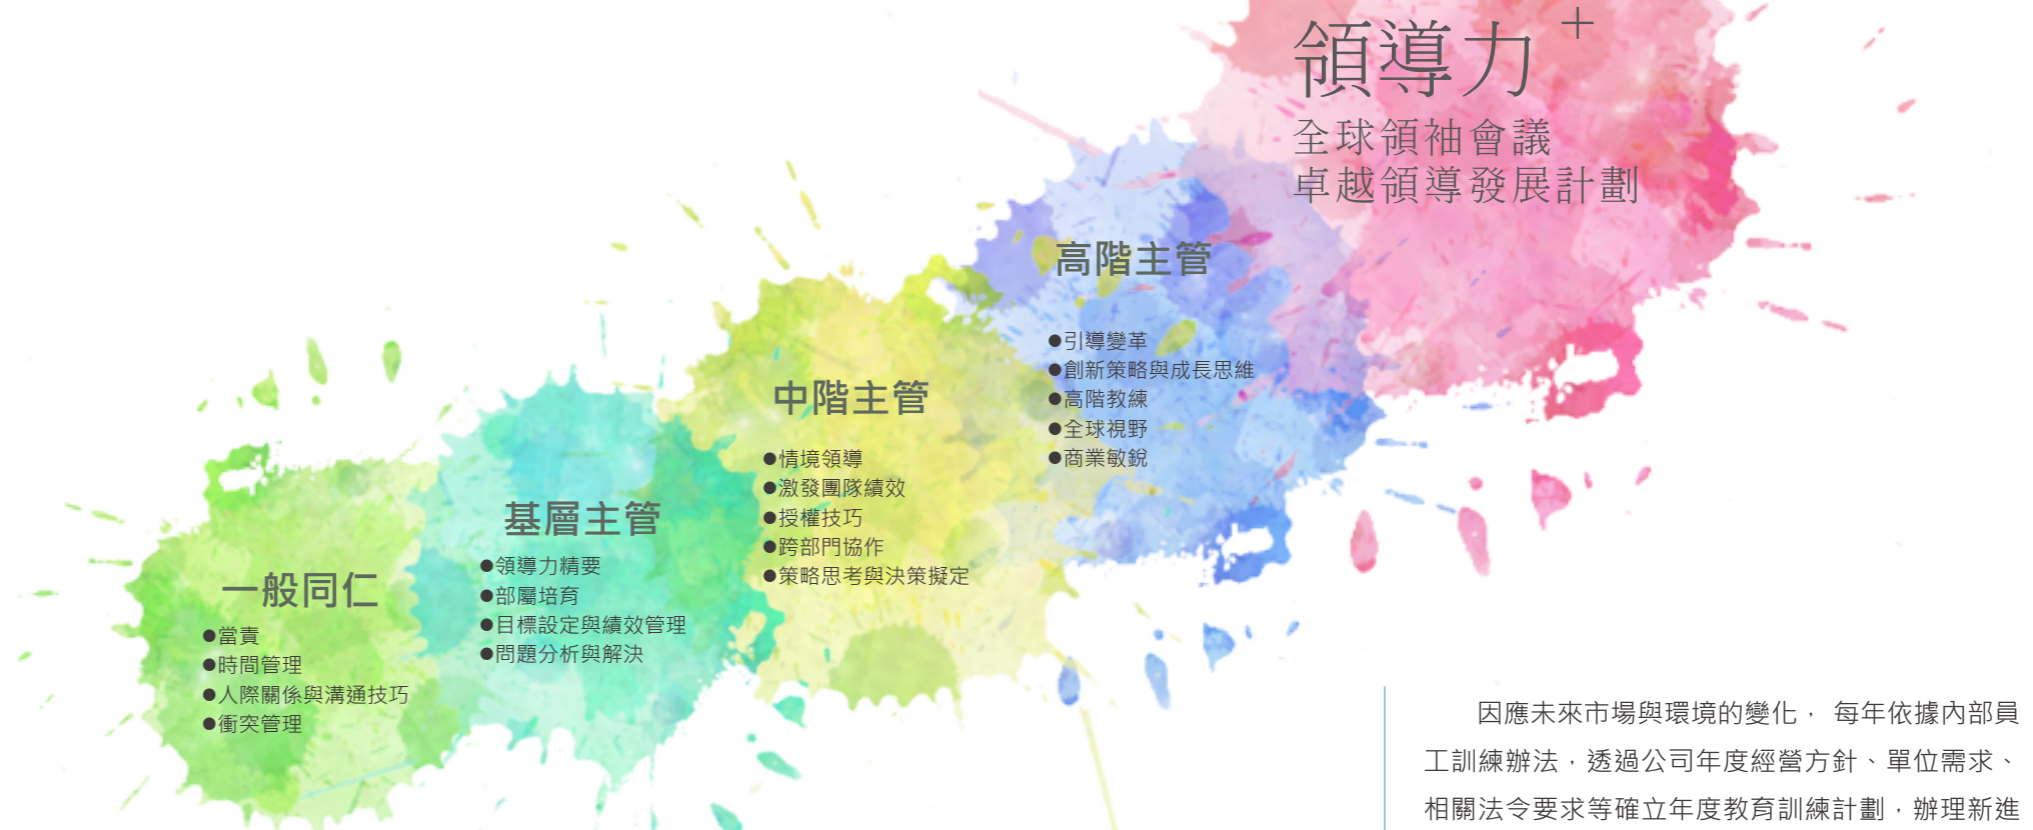 領導力+
全球領袖會議
卓越領導發展計劃
高階主管
●引導變革
●創新策略與成長思維
●高階教練
●全球視野
●商業敏銳
中階主管
●情境領導
●激發團隊績效
●授權技巧
●跨部門協作
●策略思考與決策擬定
基層主管
●領導力精要
●部屬培育
●目標設定與績效管理
●問題分析與解決
一般同仁
●當責
●時間管理
●人際關係與溝通技巧
●衝突管理
因應未來市場與環境的變化，每年依據內部員
工訓練辦法，透過公司年度經營方針、單位需求、
相關法令要求等確立年度教育訓練計劃，辦理新進